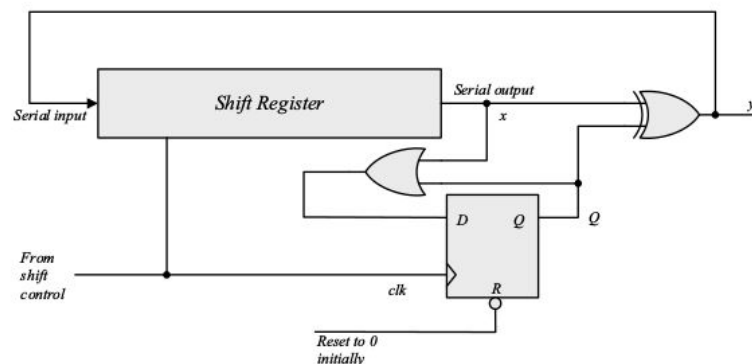 Shift Register
Serial output
Serial input
x
y
D
Q
Q
R
From
shift
control
clk
Reset to 0
initially